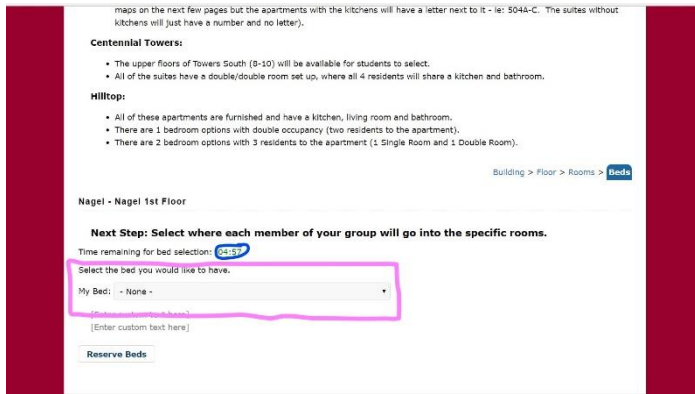 maps on the next few pages but the apartments with the kitchens will have a letter next to it - ie: 504A-C. The suites without
kitchens will just have a number and no letter).
Centennial Towers:
• The upper floors of Towers South (8-10) will be available for students to select.
• All of the suites have a double/double room set up, where all 4 residents will share a kitchen and bathroom.
Hilltop:
• All of these apartments are furnished and have a kitchen, living room and bathroom.
• There are 1 bedroom options with double occupancy (two residents to the apartment).
• There are 2 bedroom options with 3 residents to the apartment (1 Single Room and 1 Double Room).
Building > Floor > Rooms > Beds
Nagel - Nagel 1st Floor
Next Step: Select where each member of your group will go into the specific rooms.
Time remaining for bed selection: 04:57
Select the bed you would like to have.
My Bed: - None -
[Enter custom text here]
[Enter custom text here]
Reserve Beds